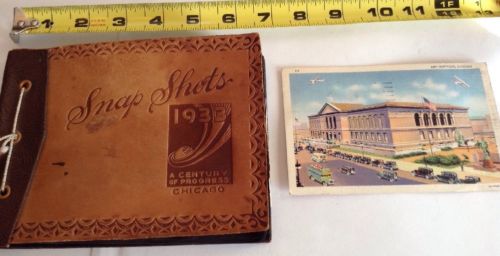 1 2 3 4 5 6 7 8 9 10 11 1F
Snap Shots
1933
A CENTURY
OF PROGRESS
CHICAGO
ART INSTITUTE, CHICAGO